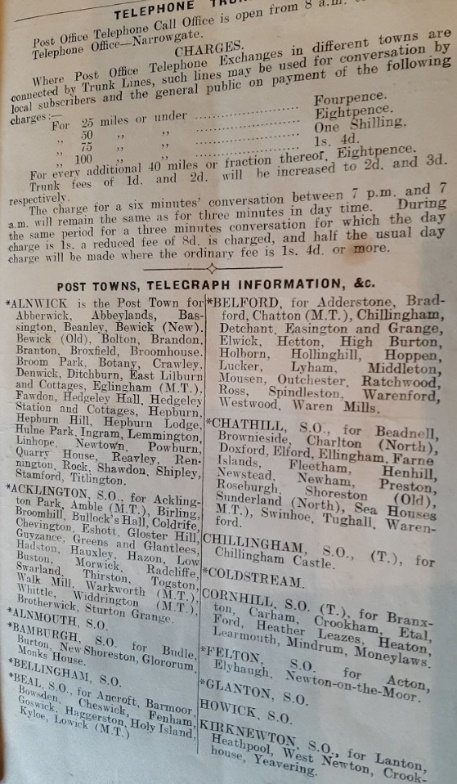 TELEPHONE TRUN
Post Office Telephone Call Office is open from 8 a.m.
Telephone Office—Narrowgate.
CHARGES.
Where Post Office Telephone Exchanges in different towns are
connected by Trunk Lines, such lines may be used for conversation by
local subscribers and the general public on payment of the following
charges:—
For 25 miles or under .................... Fourpence.
„ 50 „ „ .................... Eightpence.
„ 75 „ „ .................... One Shilling.
„ 100 „ „ .................... 1s. 4d.
For every additional 40 miles or fraction thereof, Eightpence.
Trunk fees of 1d. and 2d. will be increased to 2d. and 3d.
respectively.
The charge for a six minutes' conversation between 7 p.m. and 7
a.m. will remain the same as for three minutes in day time. During
the same period for a three minutes conversation for which the day
charge is 1s. a reduced fee of 8d. is charged, and half the usual day
charge will be made where the ordinary fee is 1s. 4d. or more.
POST TOWNS, TELEGRAPH INFORMATION, &c.
*ALNWICK is the Post Town for
Abberwick, Abbeylands, Bas-
sington, Beanley, Bewick (New).
Bewick (Old), Bolton, Brandon,
Branton, Broxfield, Broomhouse.
Broom Park, Botany, Crawley,
Denwick, Ditchburn, East Lilburn
and Cottages, Eglingham (M.T.),
Fawdon, Hedgeley Hall, Hedgeley
Station and Cottages, Hepburn,
Hepburn Hill, Hepburn Lodge,
Hulne Park, Ingram, Lemmington,
Linhope, Newtown, Powburn,
Quarry House, Reavley, Ren-
nington, Rock, Shawdon, Shipley,
Stamford, Titlington.
*ACKLINGTON, S.O., for Ackling-
ton Park, Amble (M.T.), Birling,
Broomhill, Bullock's Hall, Coldrife,
Chevington, Eshott, Gloster Hill,
Guyzance, Greens and Glantlees,
Hadston, Hauxley, Hazon, Low
Buston, Morwick, Radcliffe,
Swarland, Thirston, Togston,
Walk Mill, Warkworth (M.T.),
Whittle, Widdrington (M.T.),
Brotherwick, Sturton Grange.
*ALNMOUTH, S.O.
*BAMBURGH, S.O. for Budle,
Burton, New Shoreston, Glororum,
Monks House.
*BELLINGHAM, S.O.
*BEAL, S.O., for Ancroft, Barmoor,
Bowsden, Cheswick, Fenham,
Goswick, Haggerston, Holy Island,
Kyloe, Lowick (M.T.)
*BELFORD, for Adderstone, Brad-
ford, Chatton (M.T.), Chillingham,
Detchant, Easington and Grange,
Elwick, Hetton, High Burton,
Holborn, Hollinghill, Hoppen,
Lucker, Lyham, Middleton,
Mousen, Outchester, Ratchwood,
Ross, Spindleston, Warenford,
Westwood, Waren Mills.
*CHATHILL, S.O., for Beadnell,
Brownieside, Charlton (North),
Doxford, Elford, Ellingham, Farne
Islands, Fleetham, Henhill,
Newstead, Newham, Preston,
Roseburgh, Shoreston (Old),
Sunderland (North), Sea Houses
M.T.), Swinhoe, Tughall, Waren-
ford.
CHILLINGHAM, S.O., (T.), for
Chillingham Castle.
*COLDSTREAM.
CORNHILL, S.O. (T.), for Branx-
ton, Carham, Crookham, Etal,
Ford, Heather Leazes, Heaton,
Learmouth, Mindrum, Moneylaws.
*FELTON, S.O. for Acton,
Elyhaugh, Newton-on-the-Moor.
*GLANTON, S.O.
HOWICK, S.O.
KIRKNEWTON, S.O., for Lanton,
Heathpool, West Newton, Crook-
house, Yeavering.